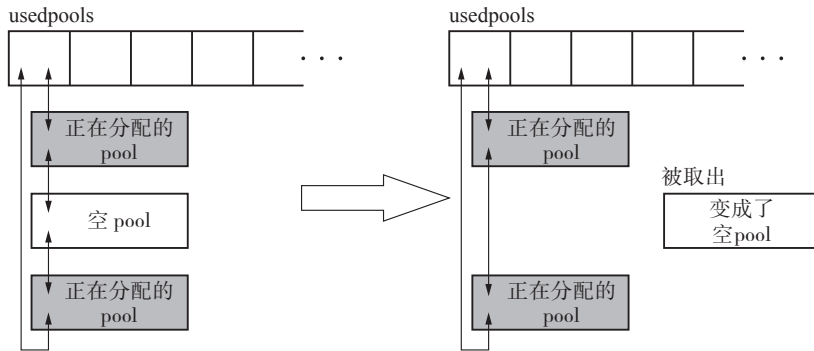 usedpools
· · ·
正在分配的
pool
空 pool
正在分配的
pool
usedpools
· · ·
正在分配的
pool
正在分配的
pool
被取出
变成了
空pool